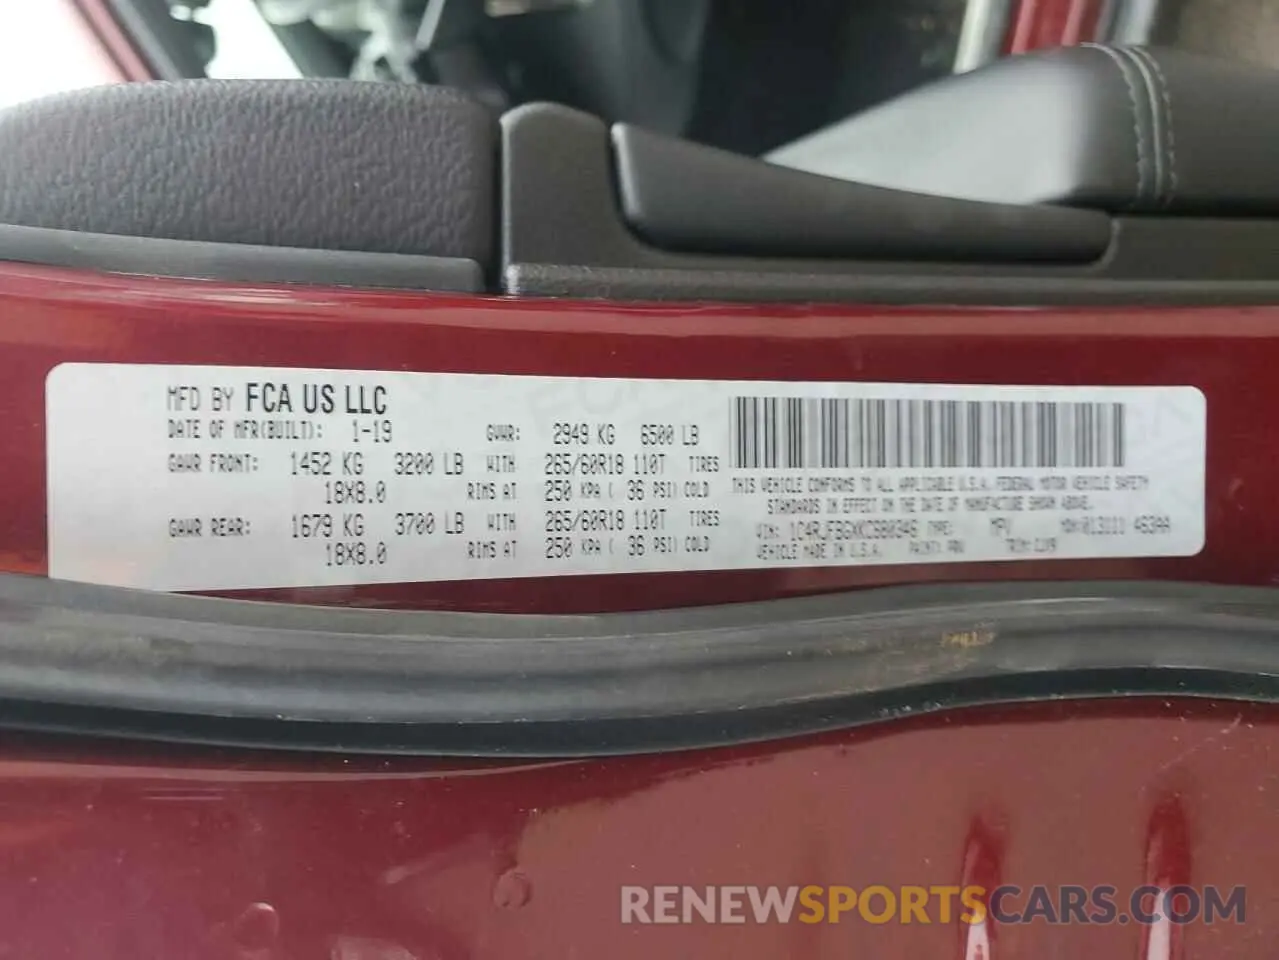 MFD BY FCA US LLC
DATE OF MFR(BUILT): 1-19 GVWR: 2949 KG 6500 LB
GAWR FRONT: 1452 KG 3200 LB WITH 265/60R18 110T TIRES
18X8.0 RIMS AT 250 KPA ( 36 PSI) COLD
GAWR REAR: 1679 KG 3700 LB WITH 265/60R18 110T TIRES
18X8.0 RIMS AT 250 KPA ( 36 PSI) COLD
THIS VEHICLE CONFORMS TO ALL APPLICABLE U.S.A. FEDERAL MOTOR VEHICLE SAFETY
STANDARDS IN EFFECT ON THE DATE OF MANUFACTURE SHOWN ABOVE.
VIN: TYPE: MPV MDH:
VEHICLE MADE IN U.S.A. PAINT: TRIM:
RENEWSPORTSCARS.COM